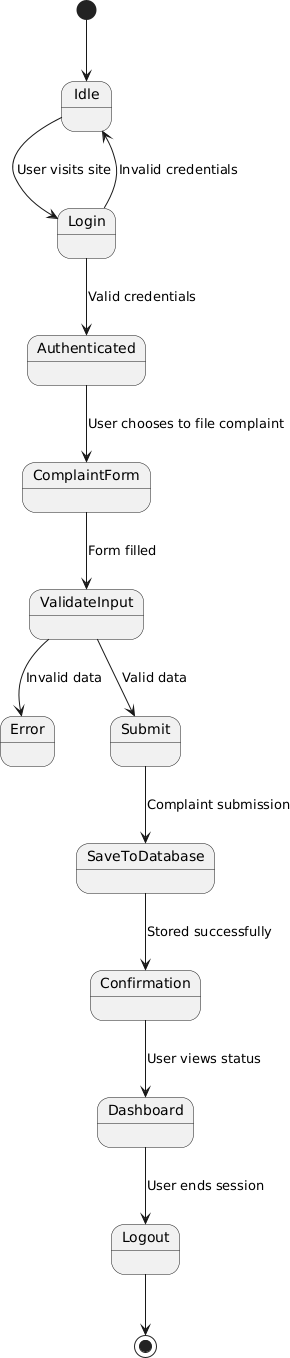 Idle
User visits site
Invalid credentials
Login
Valid credentials
Authenticated
User chooses to file complaint
ComplaintForm
Form filled
ValidateInput
Invalid data
Valid data
Error
Submit
Complaint submission
SaveToDatabase
Stored successfully
Confirmation
User views status
Dashboard
User ends session
Logout